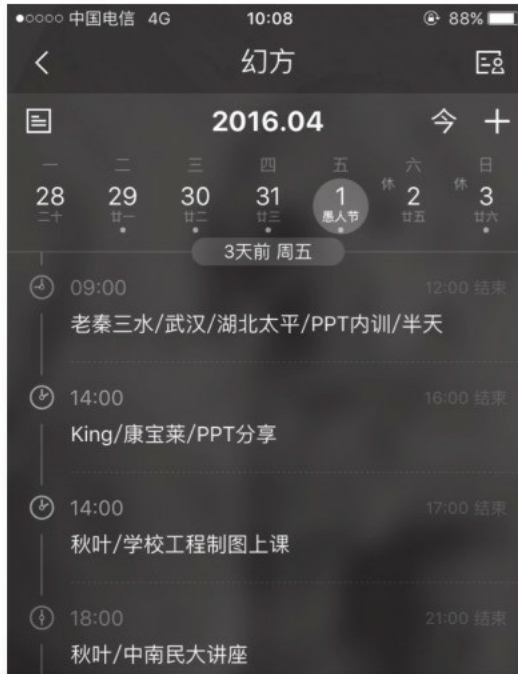 中国电信 4G 10:08 88%
幻方
2016.04 今
一 二 三 四 五 六 日
28 29 30 31 1 休 2 休 3
二十 廿一 廿二 廿三 愚人节 廿五 廿六
3天前 周五
09:00 12:00 结束
老秦三水/武汉/湖北太平/PPT内训/半天
14:00 16:00 结束
King/康宝莱/PPT分享
14:00 17:00 结束
秋叶/学校工程制图上课
18:00 21:00 结束
秋叶/中南民大讲座